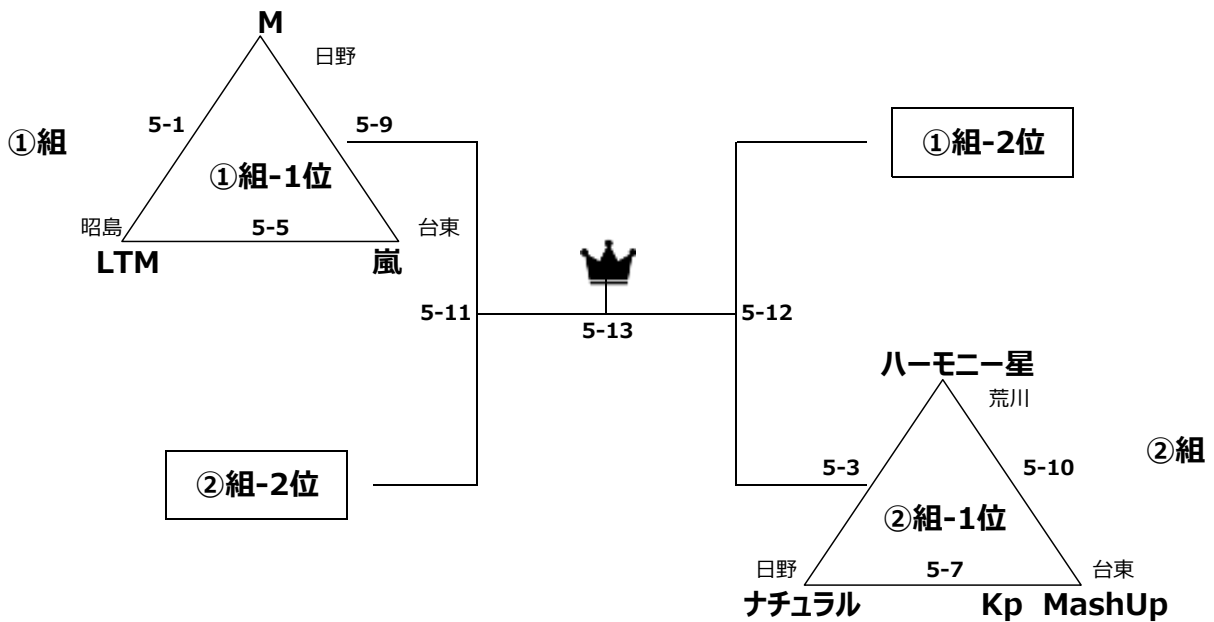 M
日野
①組
5-1
5-9
①組-2位
①組-1位
昭島
5-5
台東
LTM
嵐
5-11
5-13
5-12
ハーモニー星
荒川
②組
5-3
5-10
②組-2位
②組-1位
日野
5-7
台東
ナチュラル
Kp MashUp